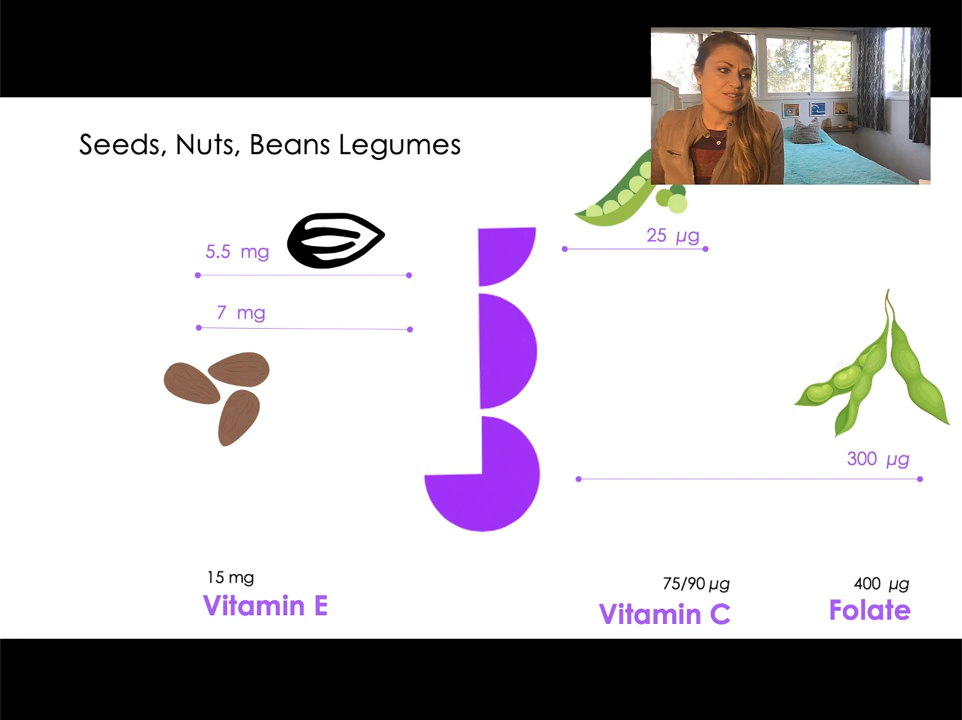 Seeds, Nuts, Beans Legumes
5.5 mg
25 µg
7 mg
300 µg
15 mg
Vitamin E
75/90 µg
Vitamin C
400 µg
Folate